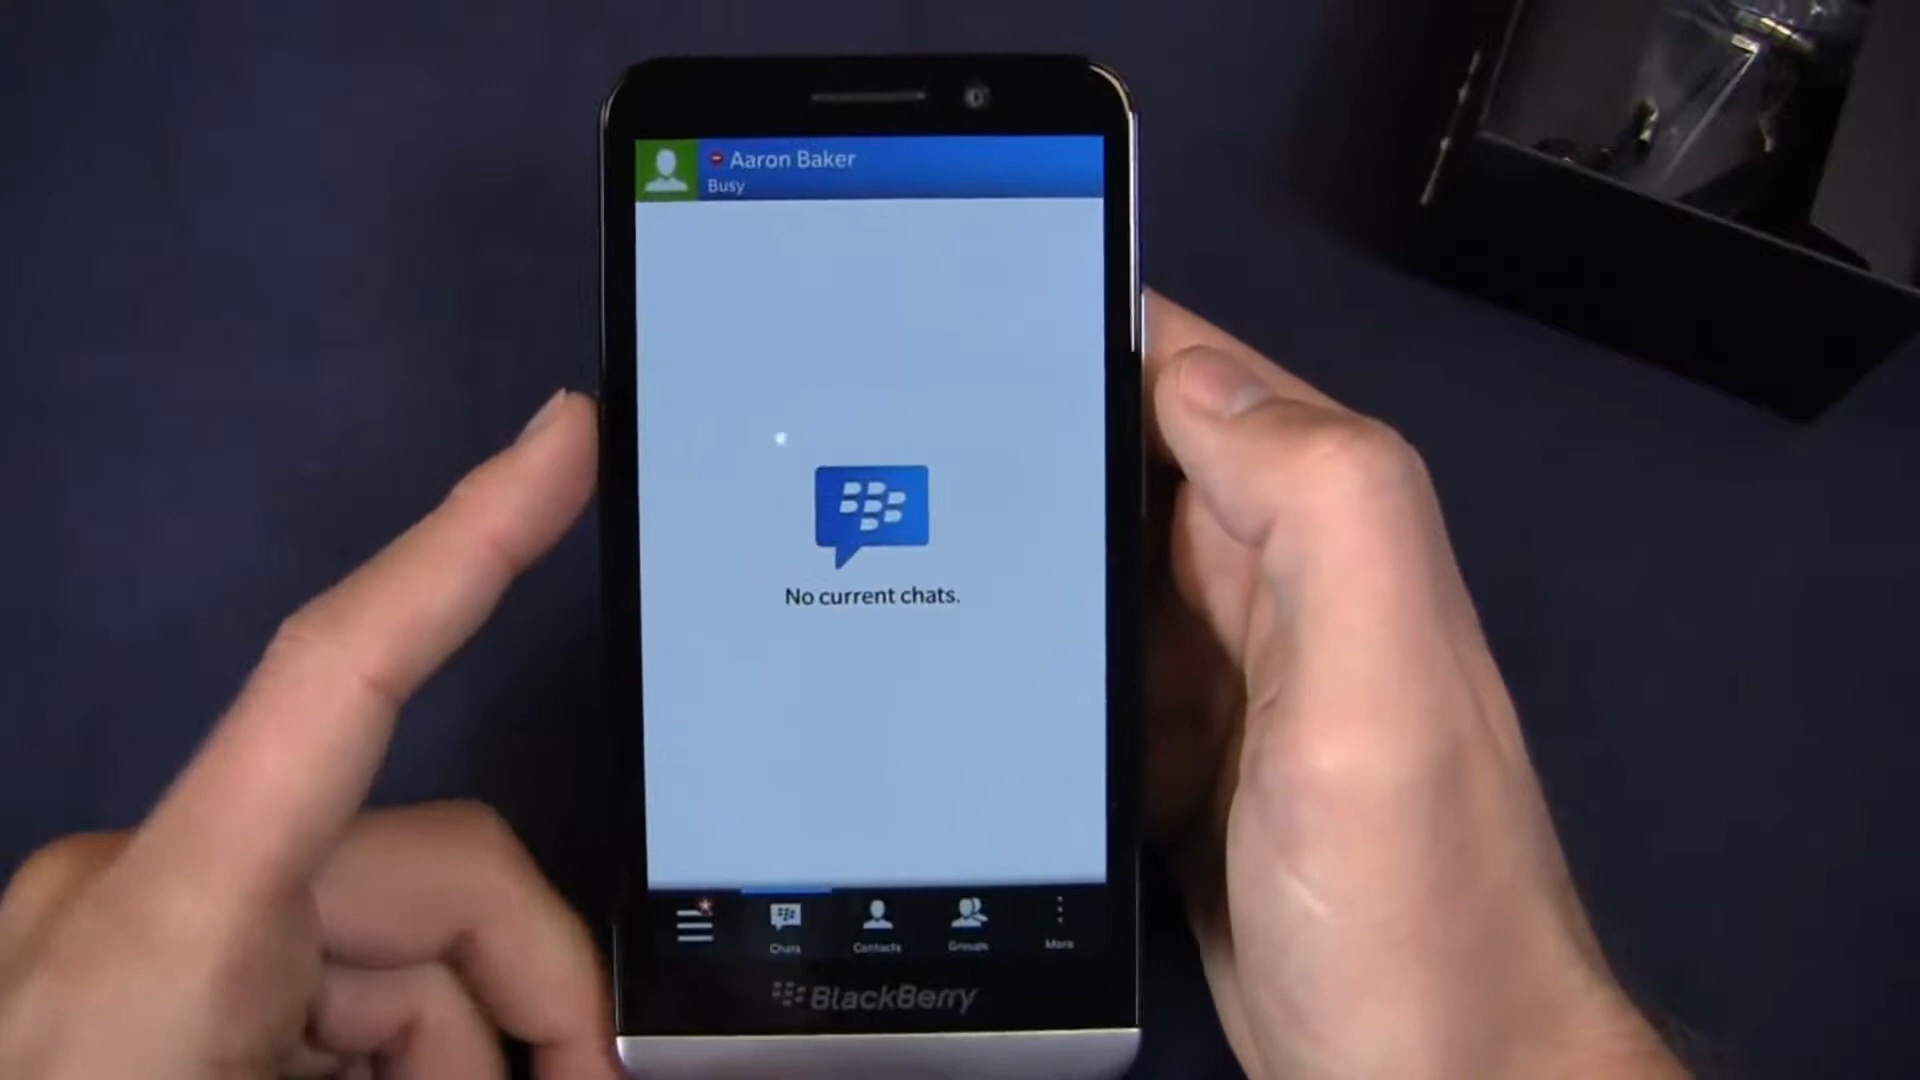 Aaron Baker
Busy
No current chats.
Chats
Contacts
Groups
More
BlackBerry